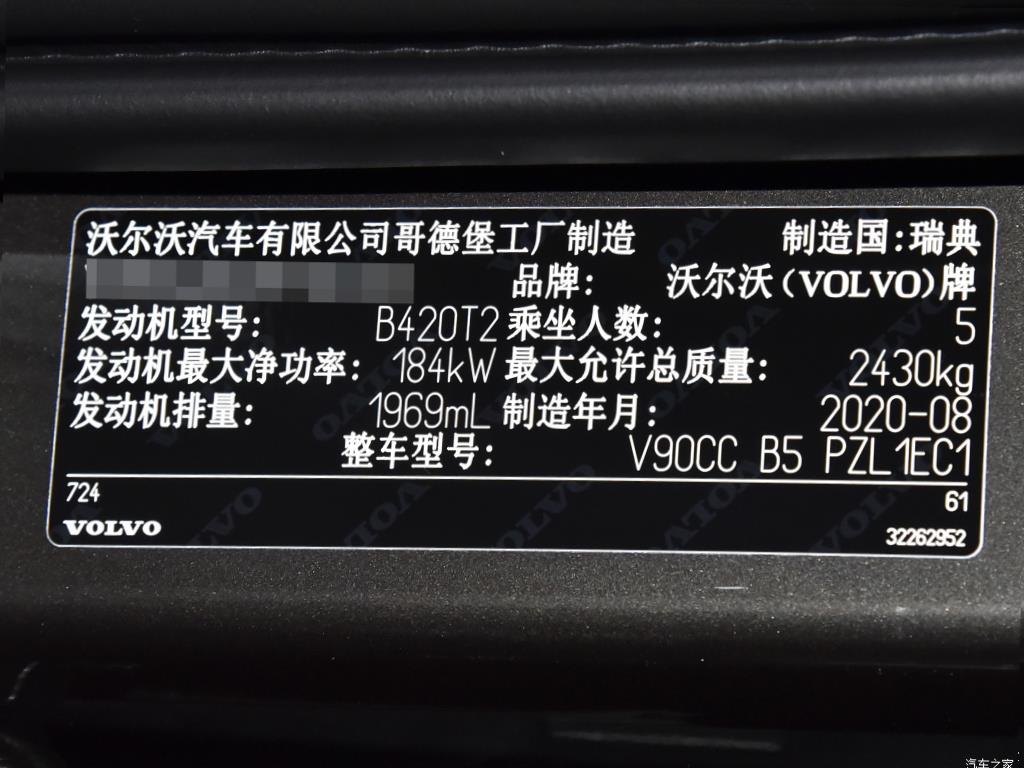 沃尔沃汽车有限公司哥德堡工厂制造 制造国:瑞典
品牌: 沃尔沃(VOLVO)牌
发动机型号: B420T2 乘坐人数: 5
发动机最大净功率: 184kW 最大允许总质量: 2430kg
发动机排量: 1969mL 制造年月: 2020-08
整车型号: V90CC B5 PZL1EC1
724 61
VOLVO 32262952
汽车之家